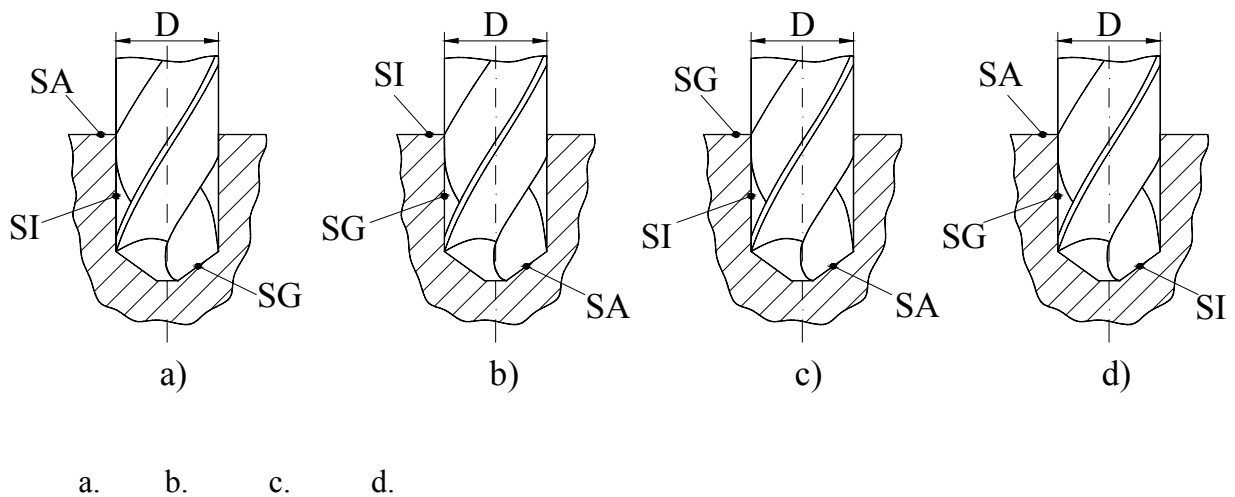 D D D D
SA SI SG SA
SI SG SI SG
SG SA SA SI
a) b) c) d)
a. b. c. d.